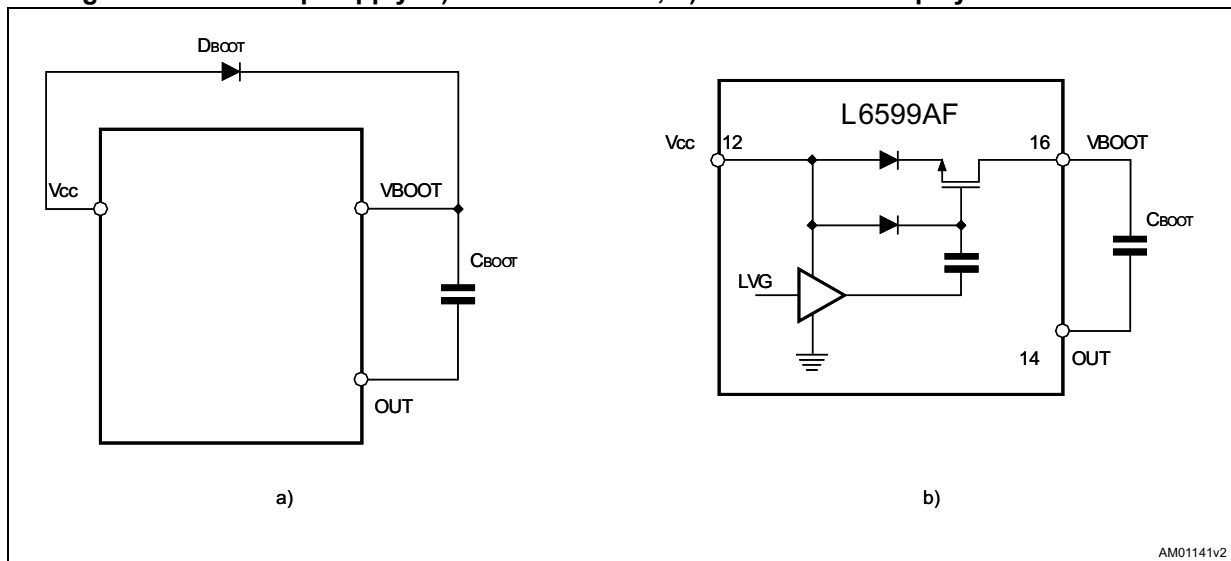 DBOOT
Vcc
VBOOT
CBOOT
OUT
a)
L6599AF
Vcc 12
16 VBOOT
CBOOT
LVG
14 OUT
b)
AM01141v2